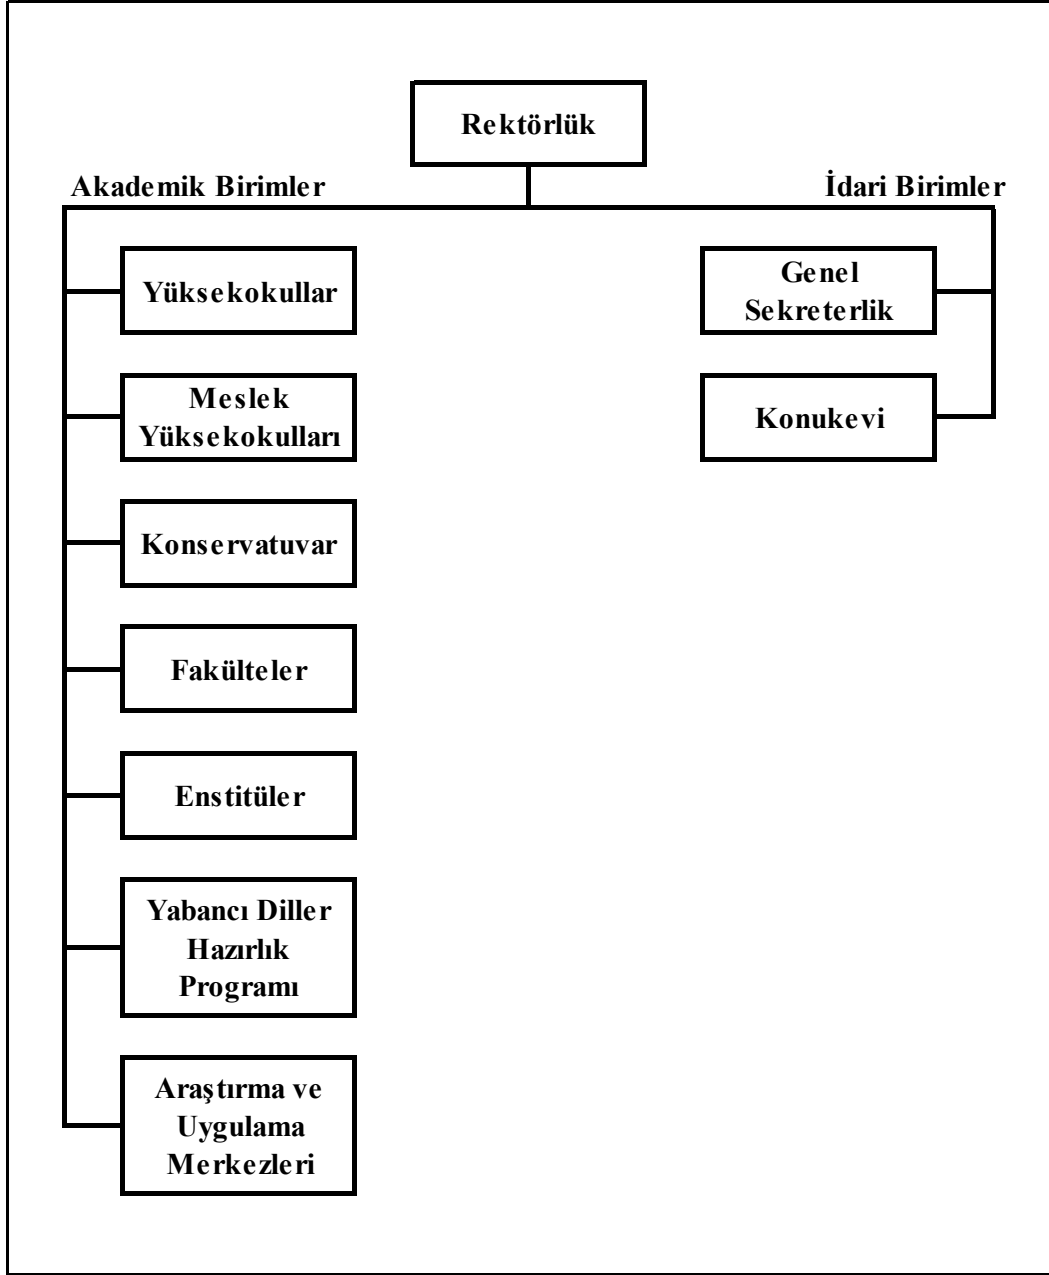 Rektörlük
Akademik Birimler
İdari Birimler
Yüksekokullar
Meslek
Yüksekokulları
Konservatuvar
Fakülteler
Enstitüler
Yabancı Diller
Hazırlık
Programı
Araştırma ve
Uygulama
Merkezleri
Genel
Sekreterlik
Konukevi